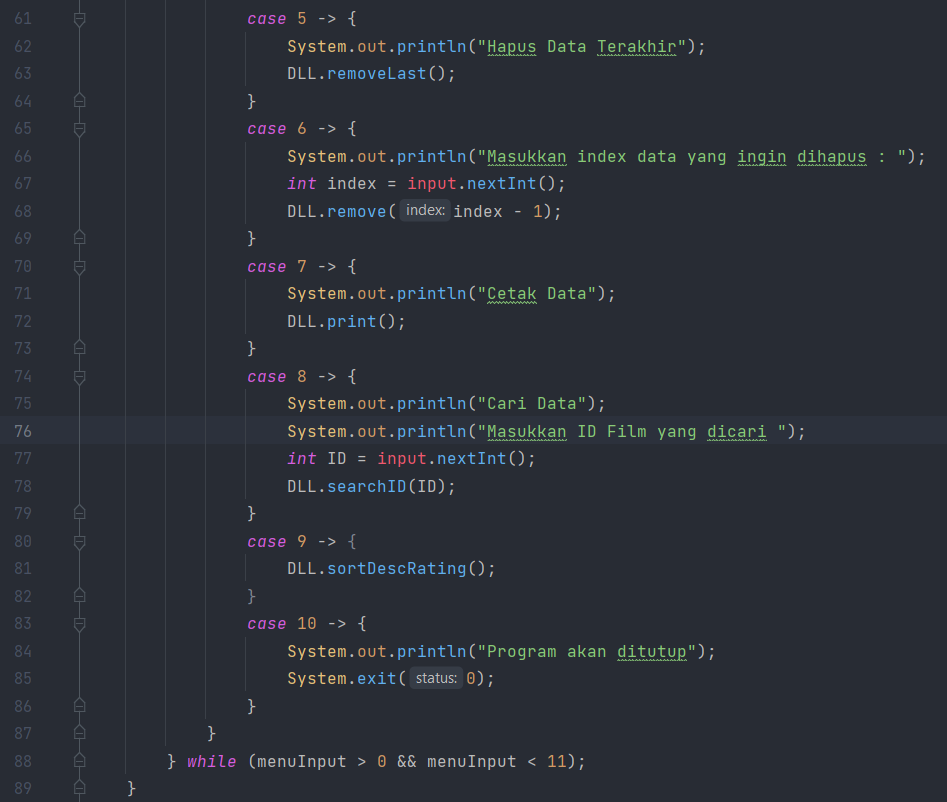 61 case 5 -> {
62 System.out.println("Hapus Data Terakhir");
63 DLL.removeLast();
64 }
65 case 6 -> {
66 System.out.println("Masukkan index data yang ingin dihapus : ");
67 int index = input.nextInt();
68 DLL.remove( index: index - 1);
69 }
70 case 7 -> {
71 System.out.println("Cetak Data");
72 DLL.print();
73 }
74 case 8 -> {
75 System.out.println("Cari Data");
76 System.out.println("Masukkan ID Film yang dicari ");
77 int ID = input.nextInt();
78 DLL.searchID(ID);
79 }
80 case 9 -> {
81 DLL.sortDescRating();
82 }
83 case 10 -> {
84 System.out.println("Program akan ditutup");
85 System.exit( status: 0);
86 }
87 }
88 } while (menuInput > 0 && menuInput < 11);
89 }